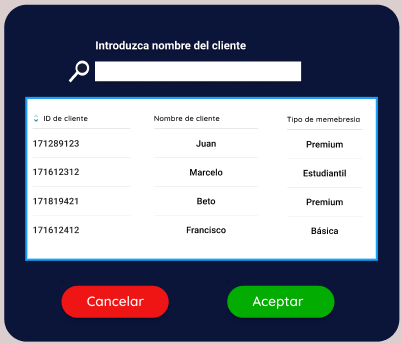 Introduzca nombre del cliente
ID de cliente Nombre de cliente Tipo de memebresia
171289123 Juan Premium
171612312 Marcelo Estudiantil
171819421 Beto Premium
171612412 Francisco Básica
Cancelar Aceptar